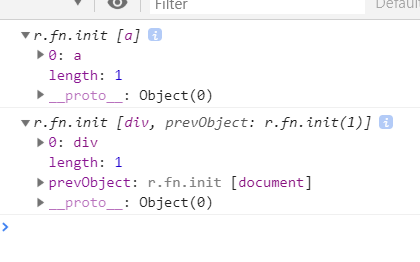 Filter
Default
r.fn.init [a]
0: a
length: 1
__proto__: Object(0)
r.fn.init [div, prevObject: r.fn.init(1)]
0: div
length: 1
prevObject: r.fn.init [document]
__proto__: Object(0)